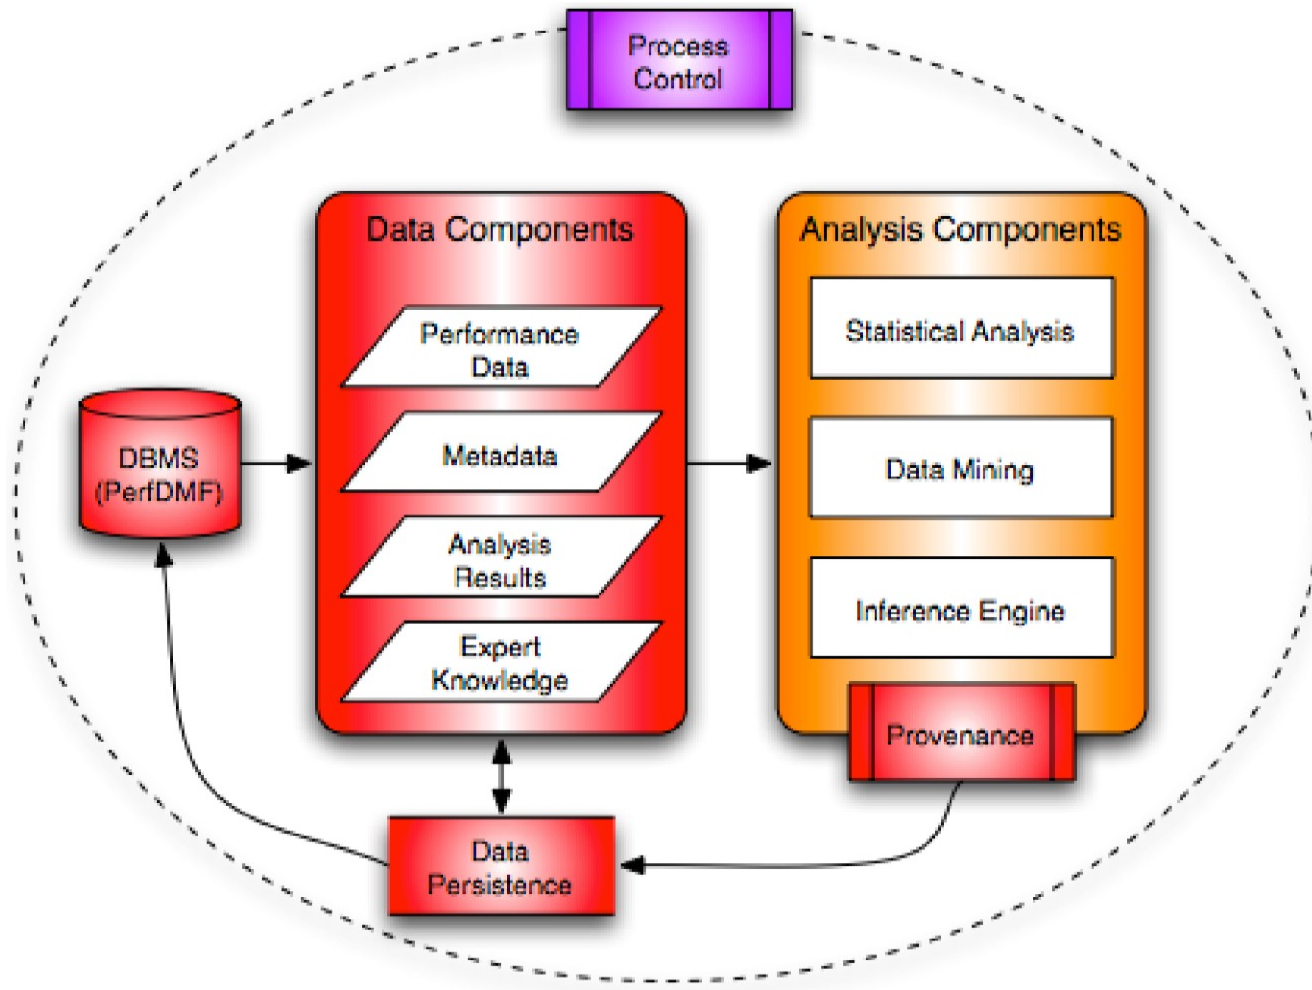 Process
Control
Data Components
Performance
Data
Metadata
Analysis
Results
Expert
Knowledge
Analysis Components
Statistical Analysis
Data Mining
Inference Engine
Provenance
DBMS
(PerfDMF)
Data
Persistence